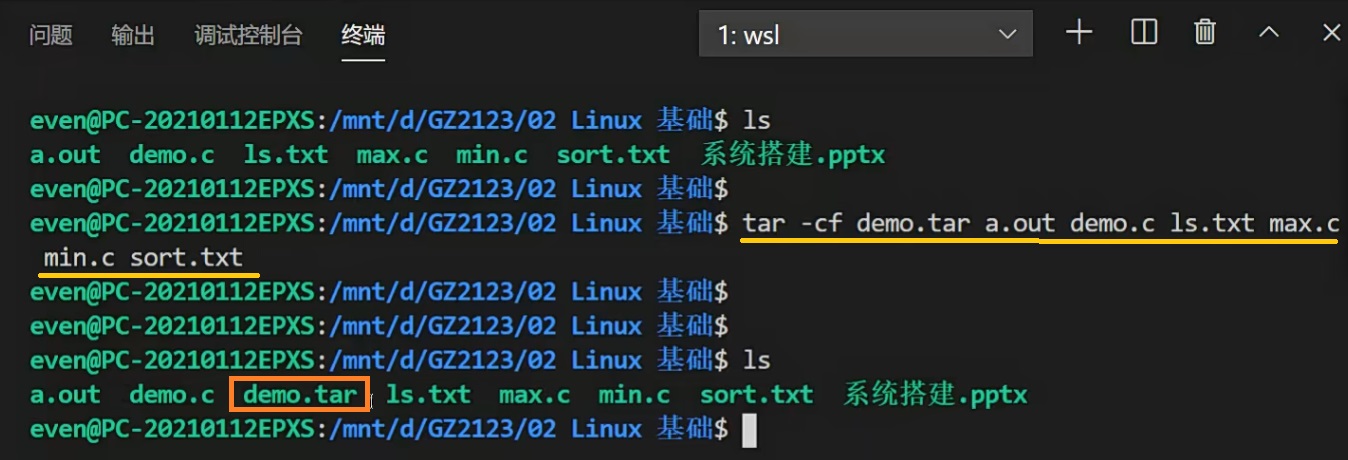 问题 输出 调试控制台 终端 1: wsl
even@PC-20210112EPXS:/mnt/d/GZ2123/02 Linux 基础$ ls
a.out demo.c ls.txt max.c min.c sort.txt 系统搭建.pptx
even@PC-20210112EPXS:/mnt/d/GZ2123/02 Linux 基础$
even@PC-20210112EPXS:/mnt/d/GZ2123/02 Linux 基础$ tar -cf demo.tar a.out demo.c ls.txt max.c
min.c sort.txt
even@PC-20210112EPXS:/mnt/d/GZ2123/02 Linux 基础$
even@PC-20210112EPXS:/mnt/d/GZ2123/02 Linux 基础$
even@PC-20210112EPXS:/mnt/d/GZ2123/02 Linux 基础$ ls
a.out demo.c demo.tar ls.txt max.c min.c sort.txt 系统搭建.pptx
even@PC-20210112EPXS:/mnt/d/GZ2123/02 Linux 基础$